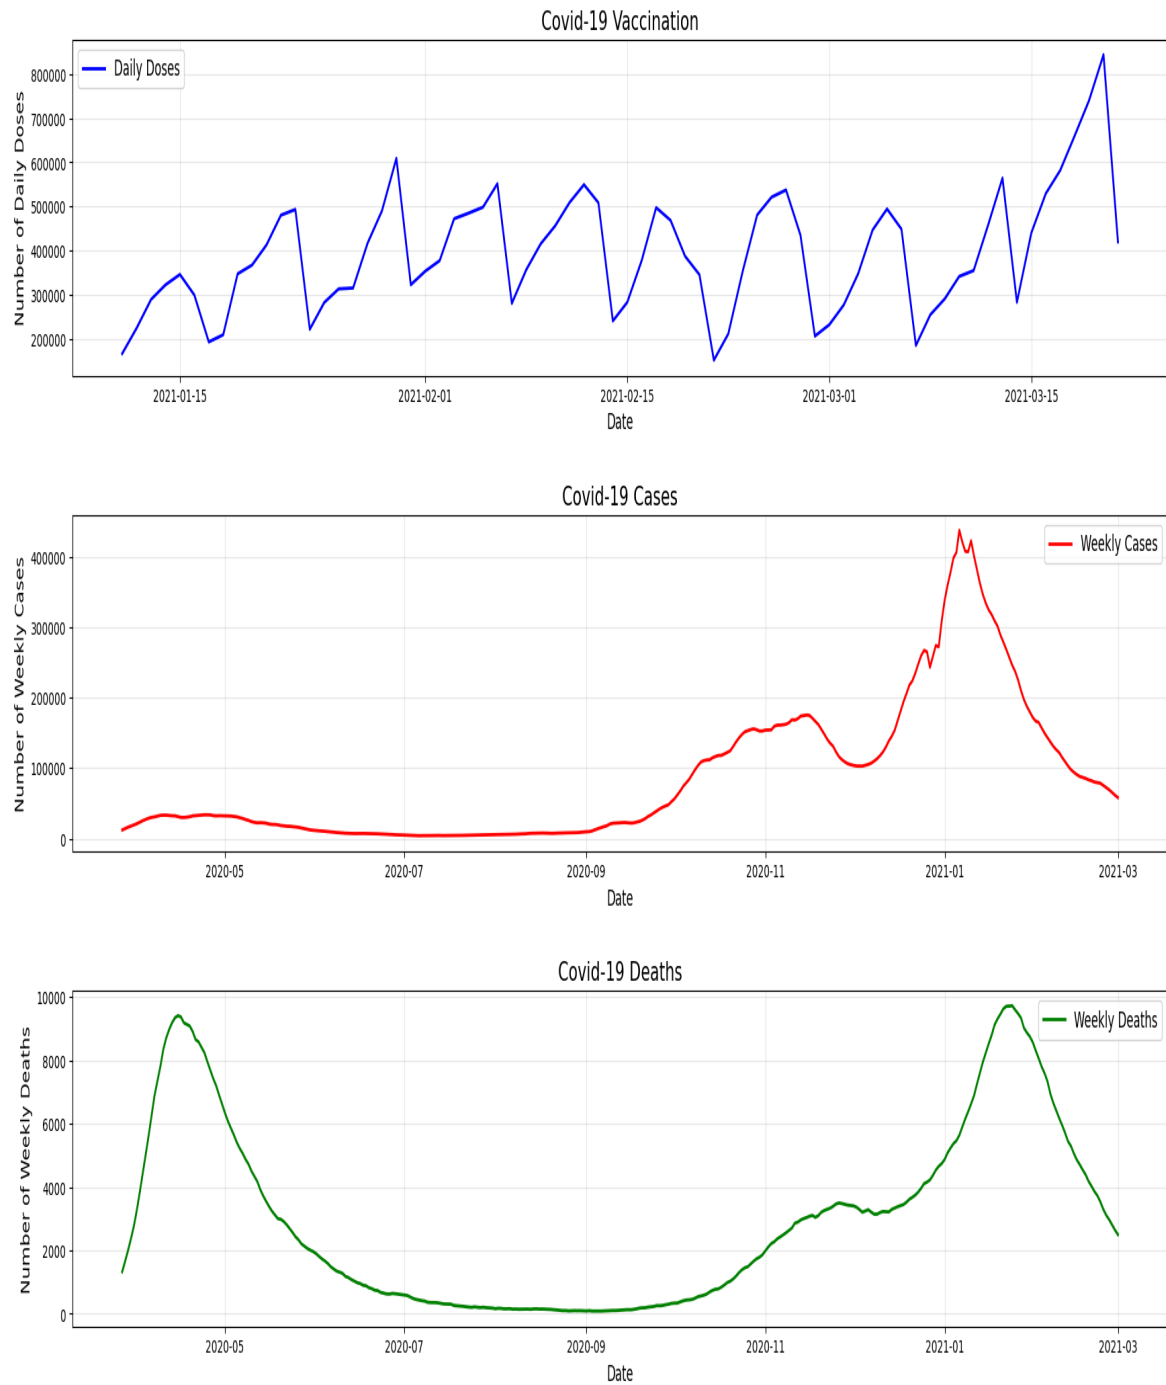 Covid-19 Vaccination
Daily Doses
Number of Daily Doses
800000
700000
600000
500000
400000
300000
200000
2021-01-15 2021-02-01 2021-02-15 2021-03-01 2021-03-15
Date
Covid-19 Cases
Weekly Cases
Number of Weekly Cases
400000
300000
200000
100000
0
2020-05 2020-07 2020-09 2020-11 2021-01 2021-03
Date
Covid-19 Deaths
Weekly Deaths
Number of Weekly Deaths
10000
8000
6000
4000
2000
0
2020-05 2020-07 2020-09 2020-11 2021-01 2021-03
Date